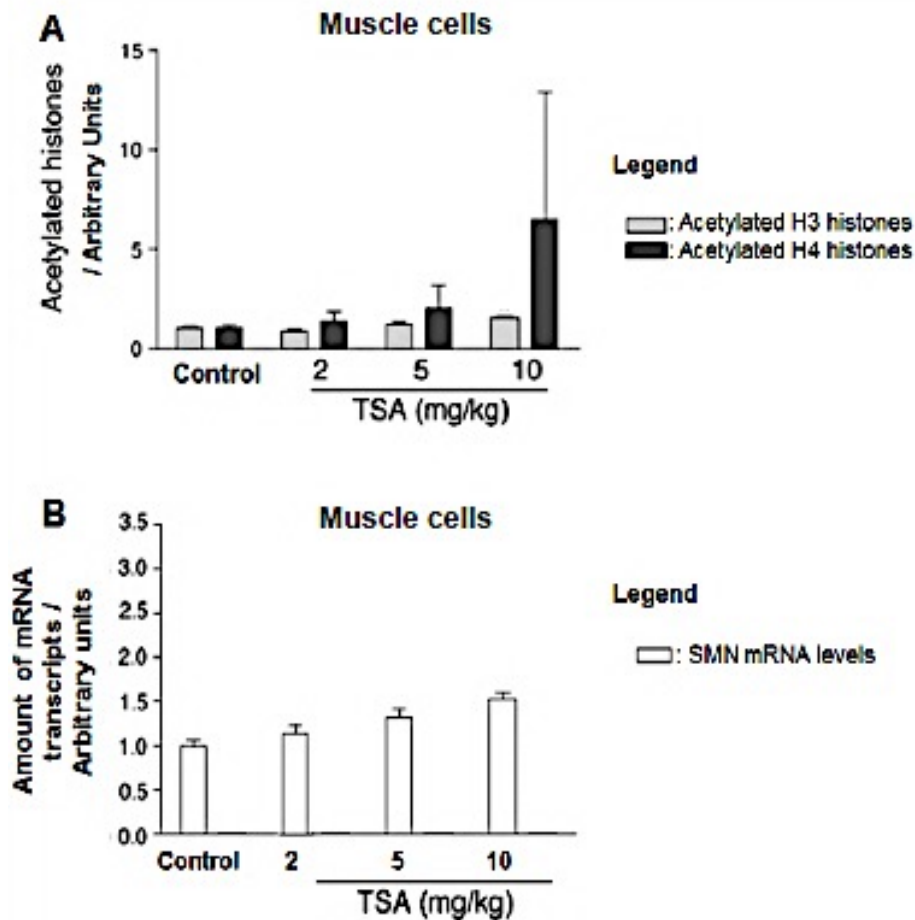 A
Muscle cells
Acetylated histones
/ Arbitrary Units
15
10
5
0
Control
2
5
10
TSA (mg/kg)
Legend
: Acetylated H3 histones
: Acetylated H4 histones
B
Muscle cells
Amount of mRNA
transcripts /
Arbitrary units
3.5
3.0
2.5
2.0
1.5
1.0
0.5
0.0
Control
2
5
10
TSA (mg/kg)
Legend
: SMN mRNA levels